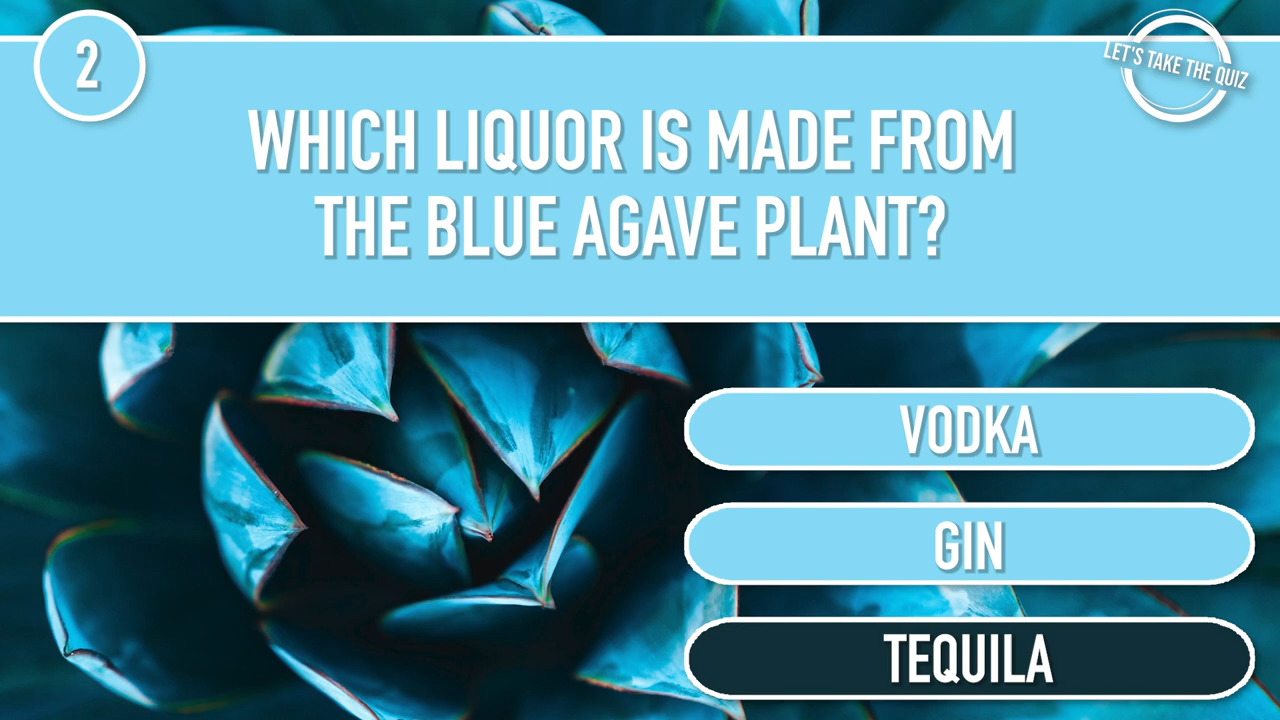 2
LET'S TAKE THE QUIZ
WHICH LIQUOR IS MADE FROM
THE BLUE AGAVE PLANT?
VODKA
GIN
TEQUILA